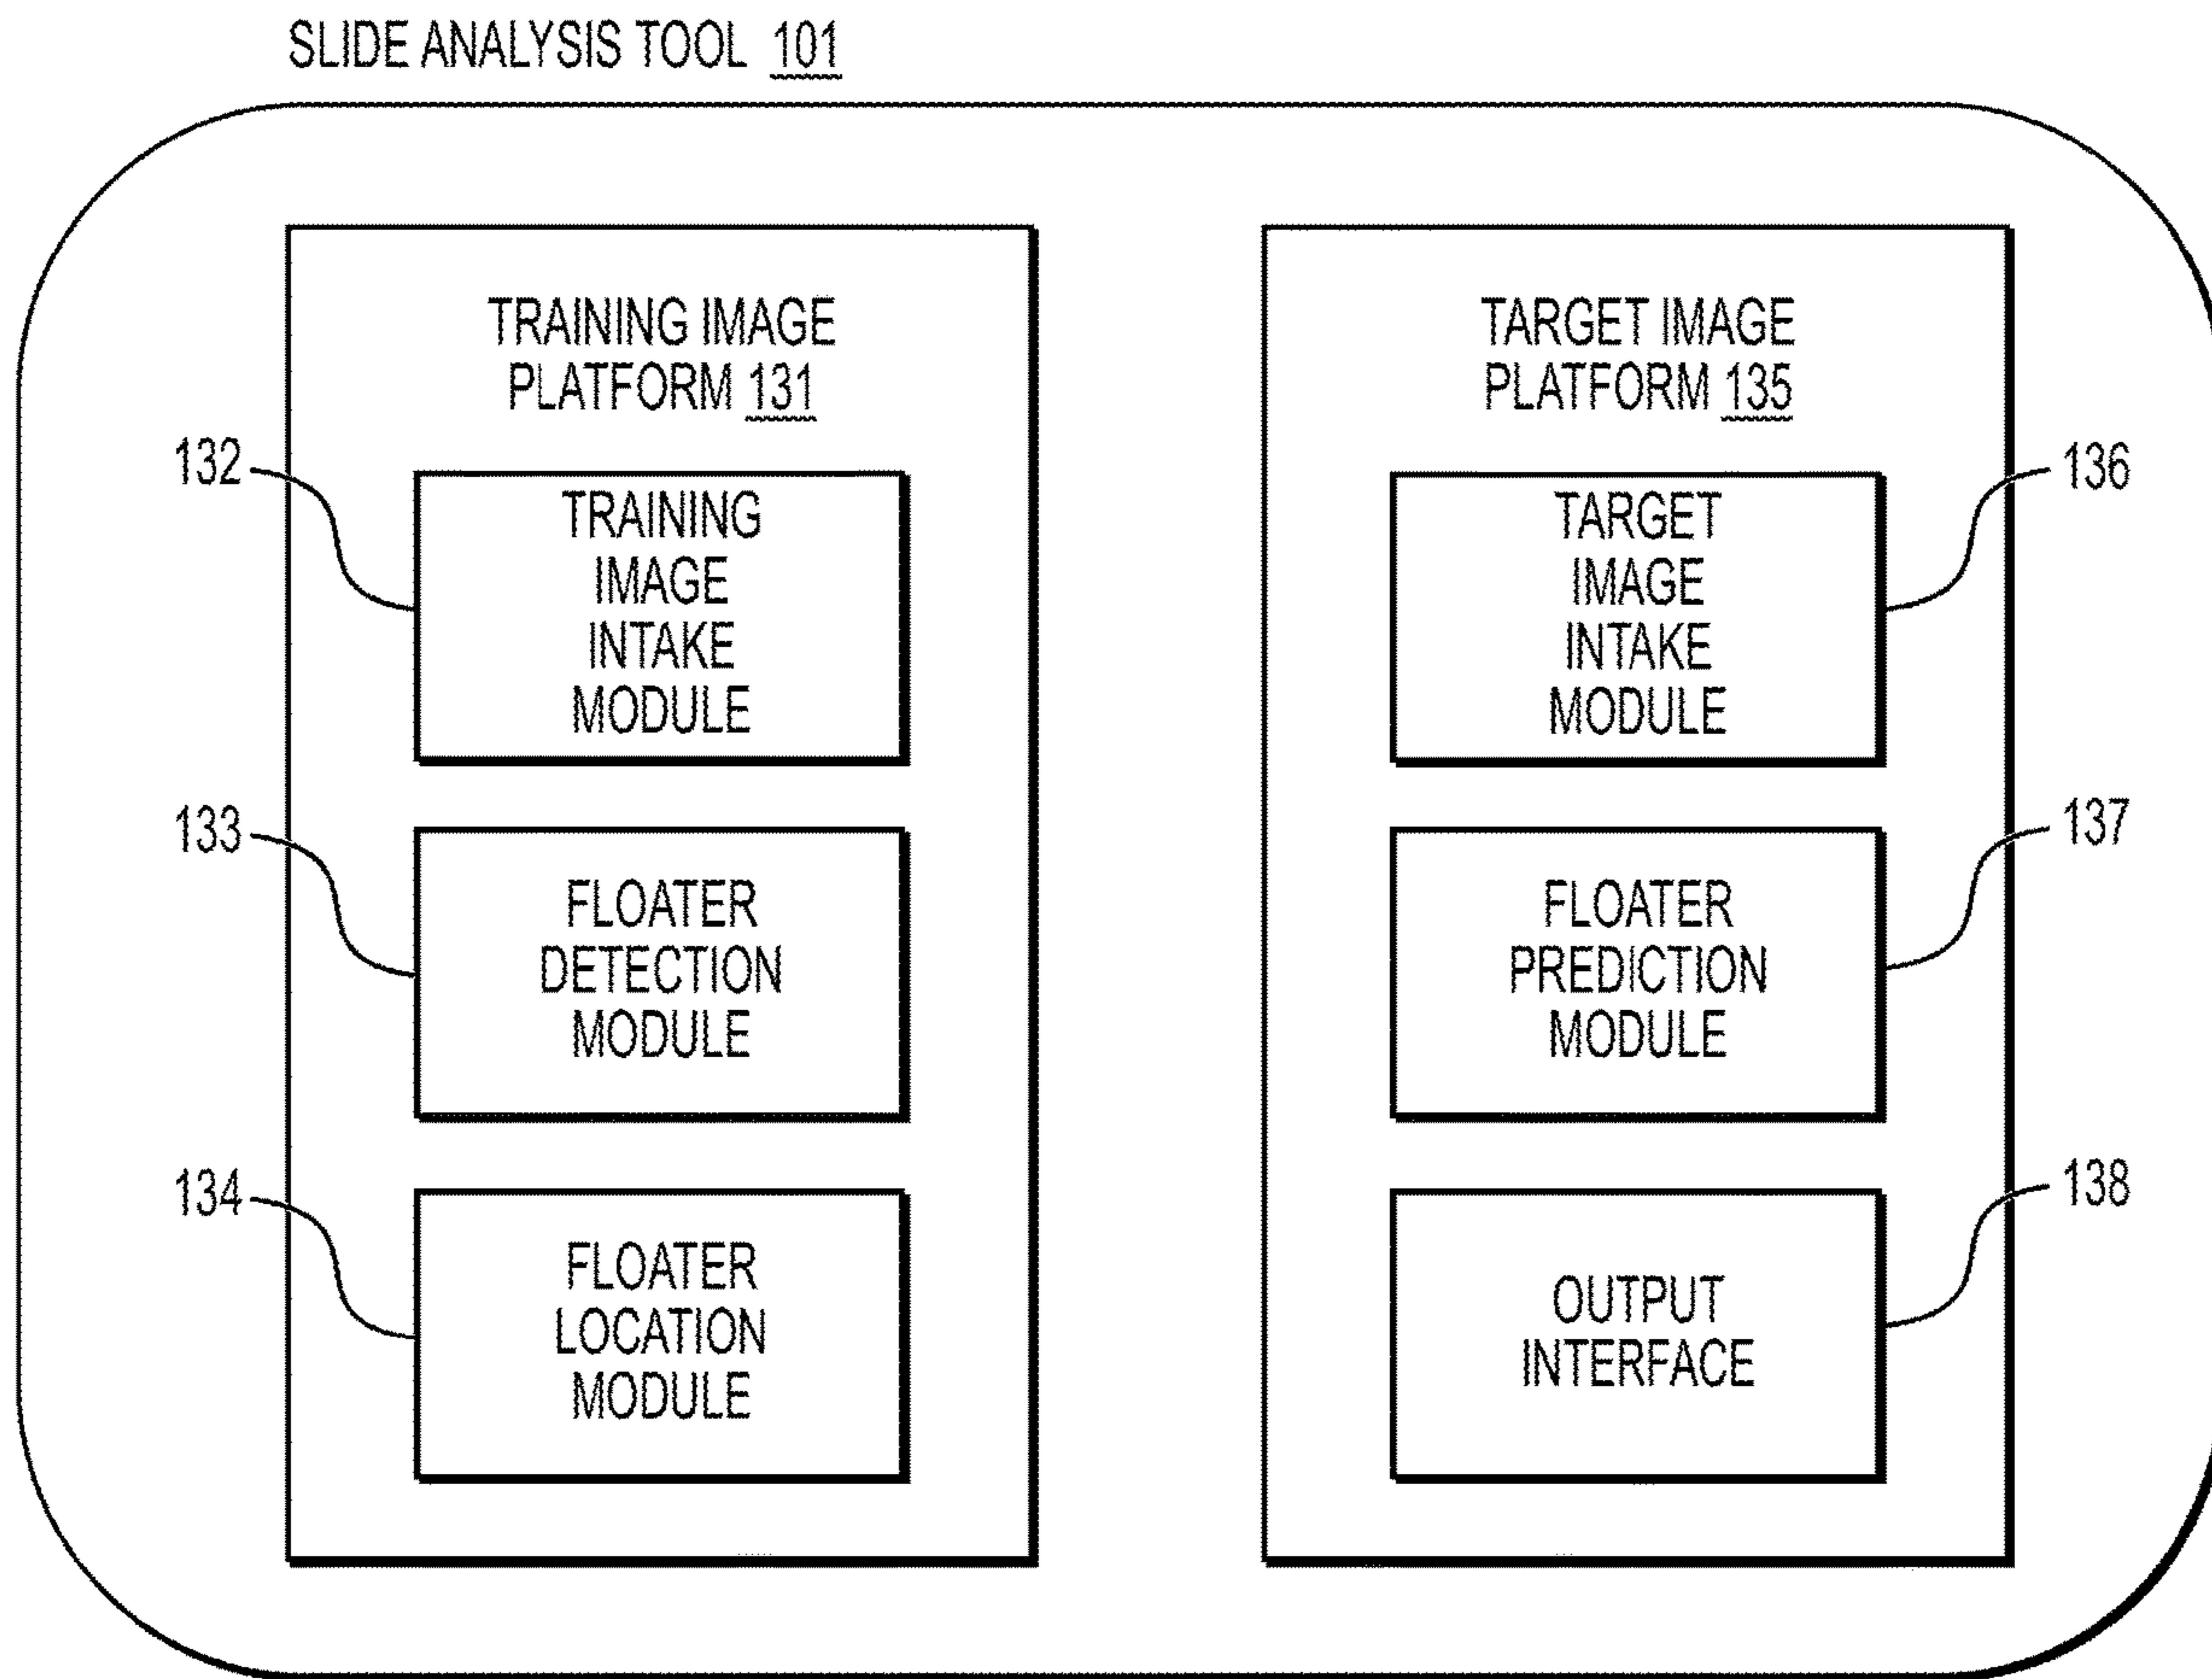 SLIDE ANALYSIS TOOL 101
TRAINING IMAGE
PLATFORM 131
132
TRAINING
IMAGE
INTAKE
MODULE
133
FLOATER
DETECTION
MODULE
134
FLOATER
LOCATION
MODULE
TARGET IMAGE
PLATFORM 135
136
TARGET
IMAGE
INTAKE
MODULE
137
FLOATER
PREDICTION
MODULE
138
OUTPUT
INTERFACE